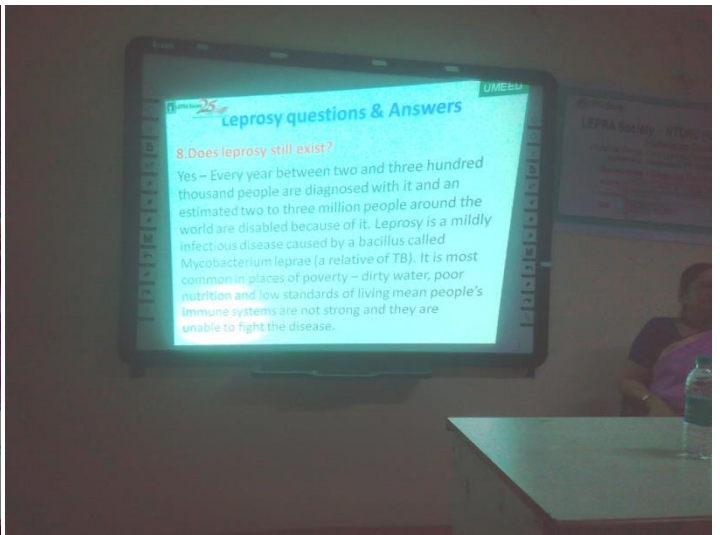 UMEED
LEPRA Society 25
Leprosy questions & Answers
8.Does leprosy still exist?
Yes – Every year between two and three hundred
thousand people are diagnosed with it and an
estimated two to three million people around the
world are disabled because of it. Leprosy is a mildly
infectious disease caused by a bacillus called
Mycobacterium leprae (a relative of TB). It is most
common in places of poverty – dirty water, poor
nutrition and low standards of living mean people's
immune systems are not strong and they are
unable to fight the disease.
LEPRA Society